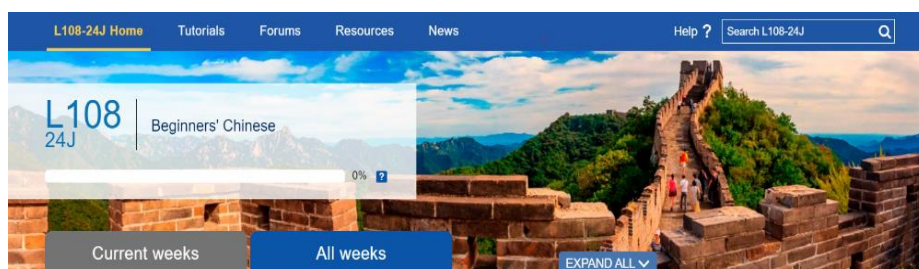 L108-24J Home Tutorials Forums Resources News Help ? Search L108-24J
L108
24J
Beginners' Chinese
0% ?
Current weeks All weeks
EXPAND ALL